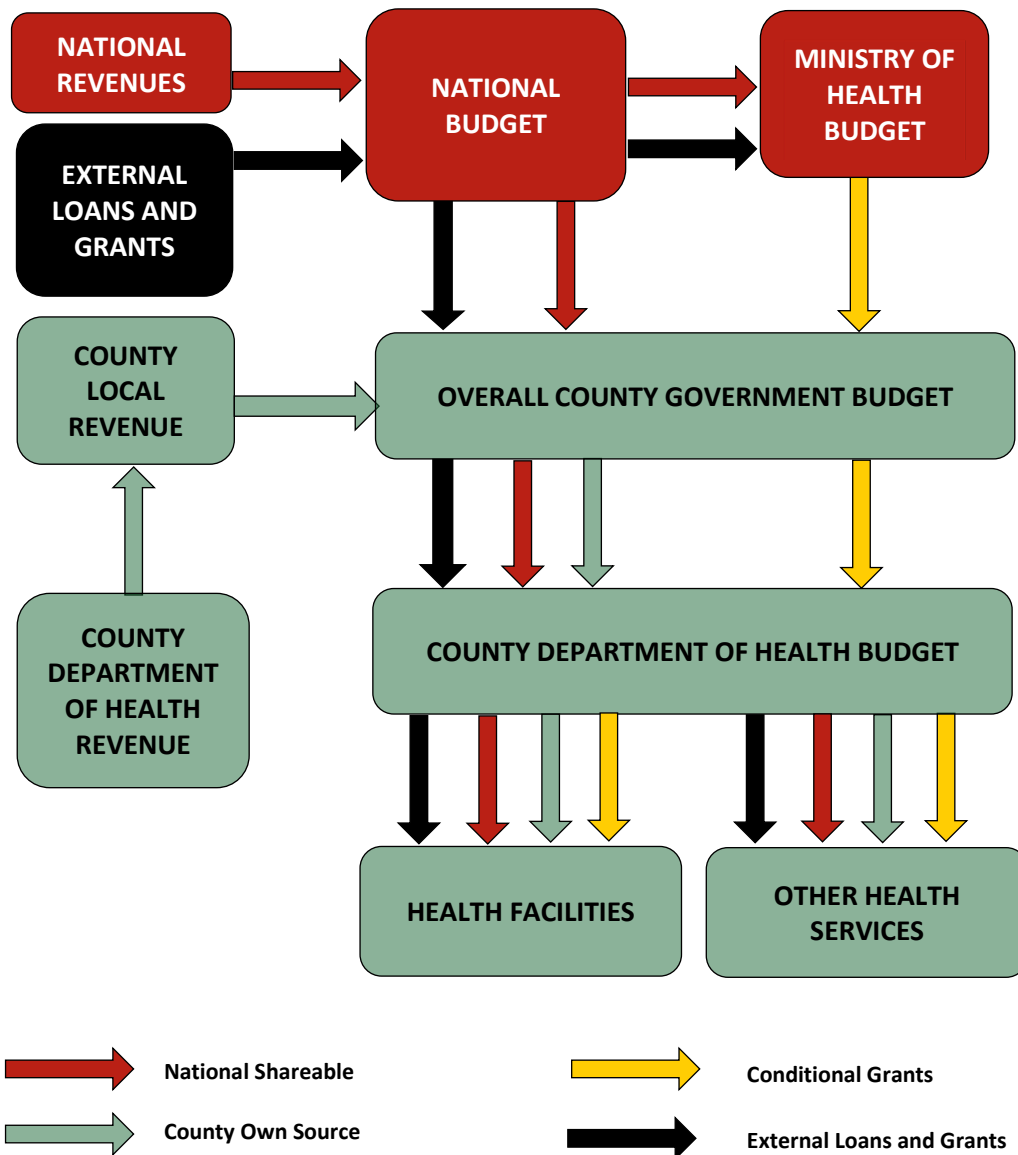 NATIONAL
REVENUES
NATIONAL
BUDGET
MINISTRY OF
HEALTH
BUDGET
EXTERNAL
LOANS AND
GRANTS
COUNTY
LOCAL
REVENUE
OVERALL COUNTY GOVERNMENT BUDGET
COUNTY
DEPARTMENT
OF HEALTH
REVENUE
COUNTY DEPARTMENT OF HEALTH BUDGET
HEALTH FACILITIES
OTHER HEALTH
SERVICES
National Shareable
Conditional Grants
County Own Source
External Loans and Grants